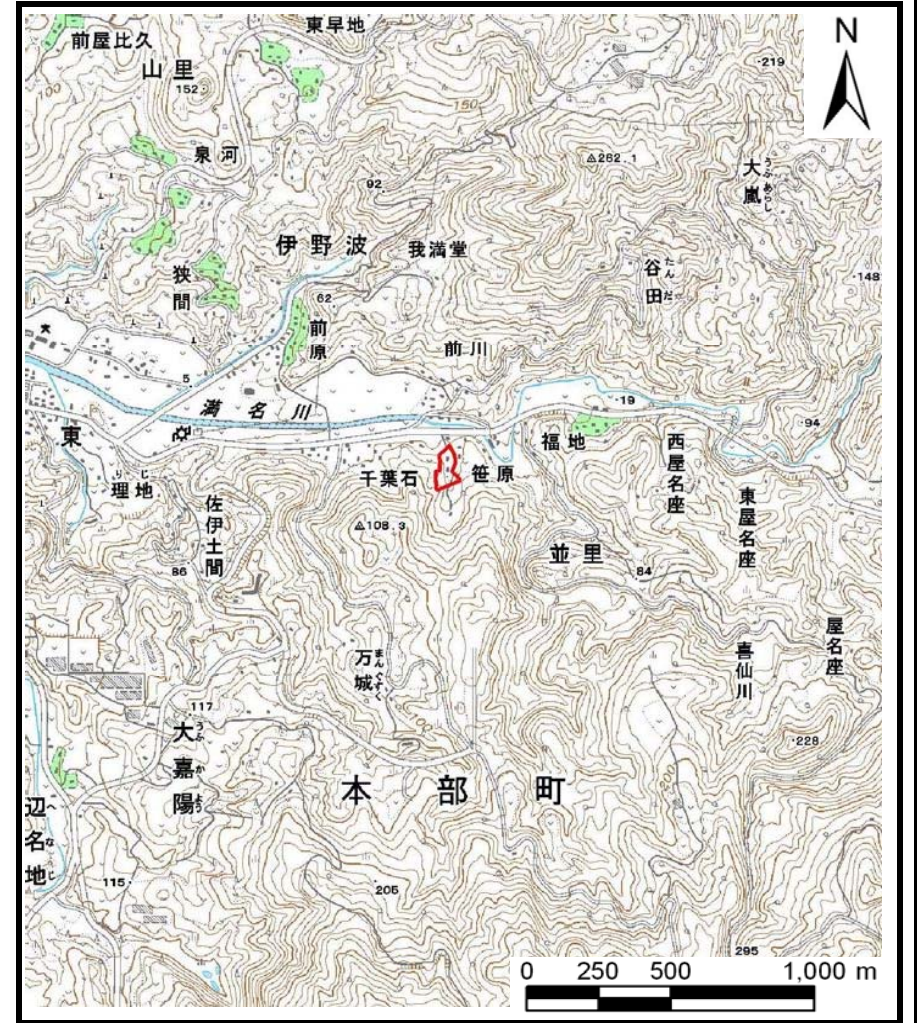 前屋比久
東早地
N
山里
152
219
100
150
泉河
262.1
大嵐
うふあらし
92
伊野波
我満堂
谷田
たんだ
148
狭間
62
前原
前川
5
満名川
19
94
東
福地
西屋名座
理地
りじ
千葉石
笹原
佐伊土間
東屋名座
108.3
86
並里
84
屋名座
万城
まんぐすく
喜仙川
117
100
大嘉陽
うふかよう
228
本部町
辺名地
へなじ
115
205
295
0 250 500 1,000 m